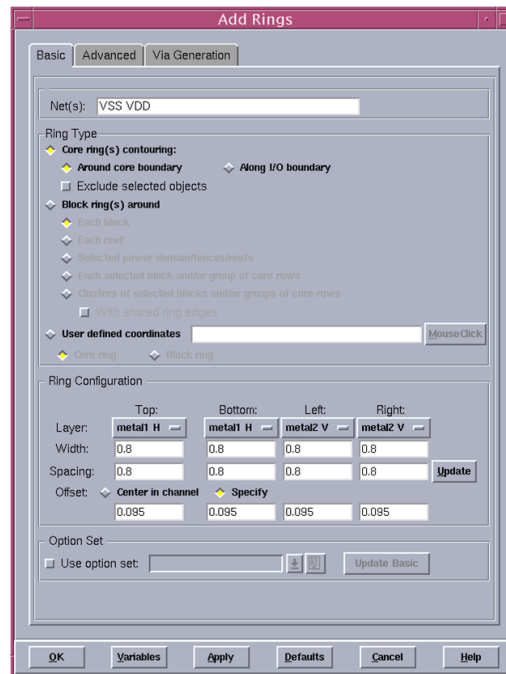 Add Rings
Basic Advanced Via Generation
Net(s): VSS VDD
Ring Type
Core ring(s) contouring:
Around core boundary Along I/O boundary
Exclude selected objects
Block ring(s) around
Each block
Each reef
Selected power domain/fences/reefs
Each selected block and/or group of core rows
Clusters of selected blocks and/or groups of core rows
With shared ring edges
User defined coordinates MouseClick
Core ring Block ring
Ring Configuration
Top: Bottom: Left: Right:
Layer: metal1 H metal1 H metal2 V metal2 V
Width: 0.8 0.8 0.8 0.8
Spacing: 0.8 0.8 0.8 0.8 Update
Offset: Center in channel Specify
0.095 0.095 0.095 0.095
Option Set
Use option set: Update Basic
OK Variables Apply Defaults Cancel Help